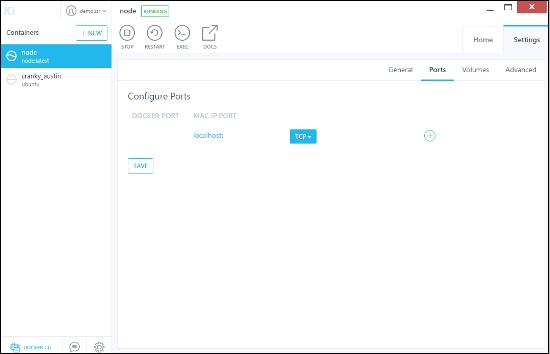 demouiri
node RUNNING
Containers
+ NEW
STOP RESTART EXEC DOCS
Home Settings
node
node:latest
cranky_austin
ubuntu
General Ports Volumes Advanced
Configure Ports
DOCKER PORT MAC IP:PORT
localhost: TCP
SAVE
DOCKER CLI